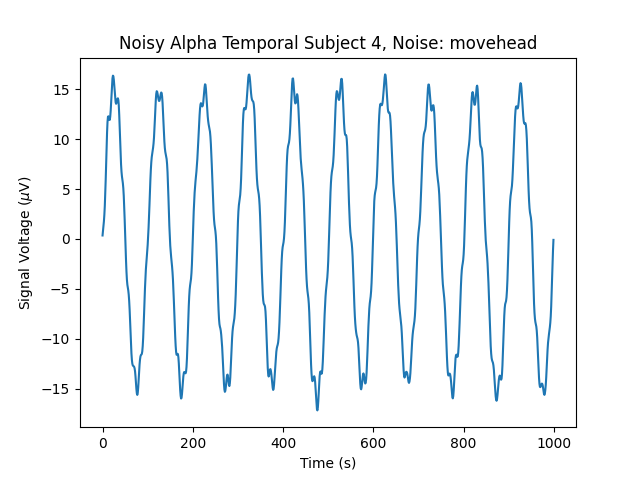 Noisy Alpha Temporal Subject 4, Noise: movehead
Signal Voltage (μV)
15
10
5
0
−5
−10
−15
0 200 400 600 800 1000
Time (s)